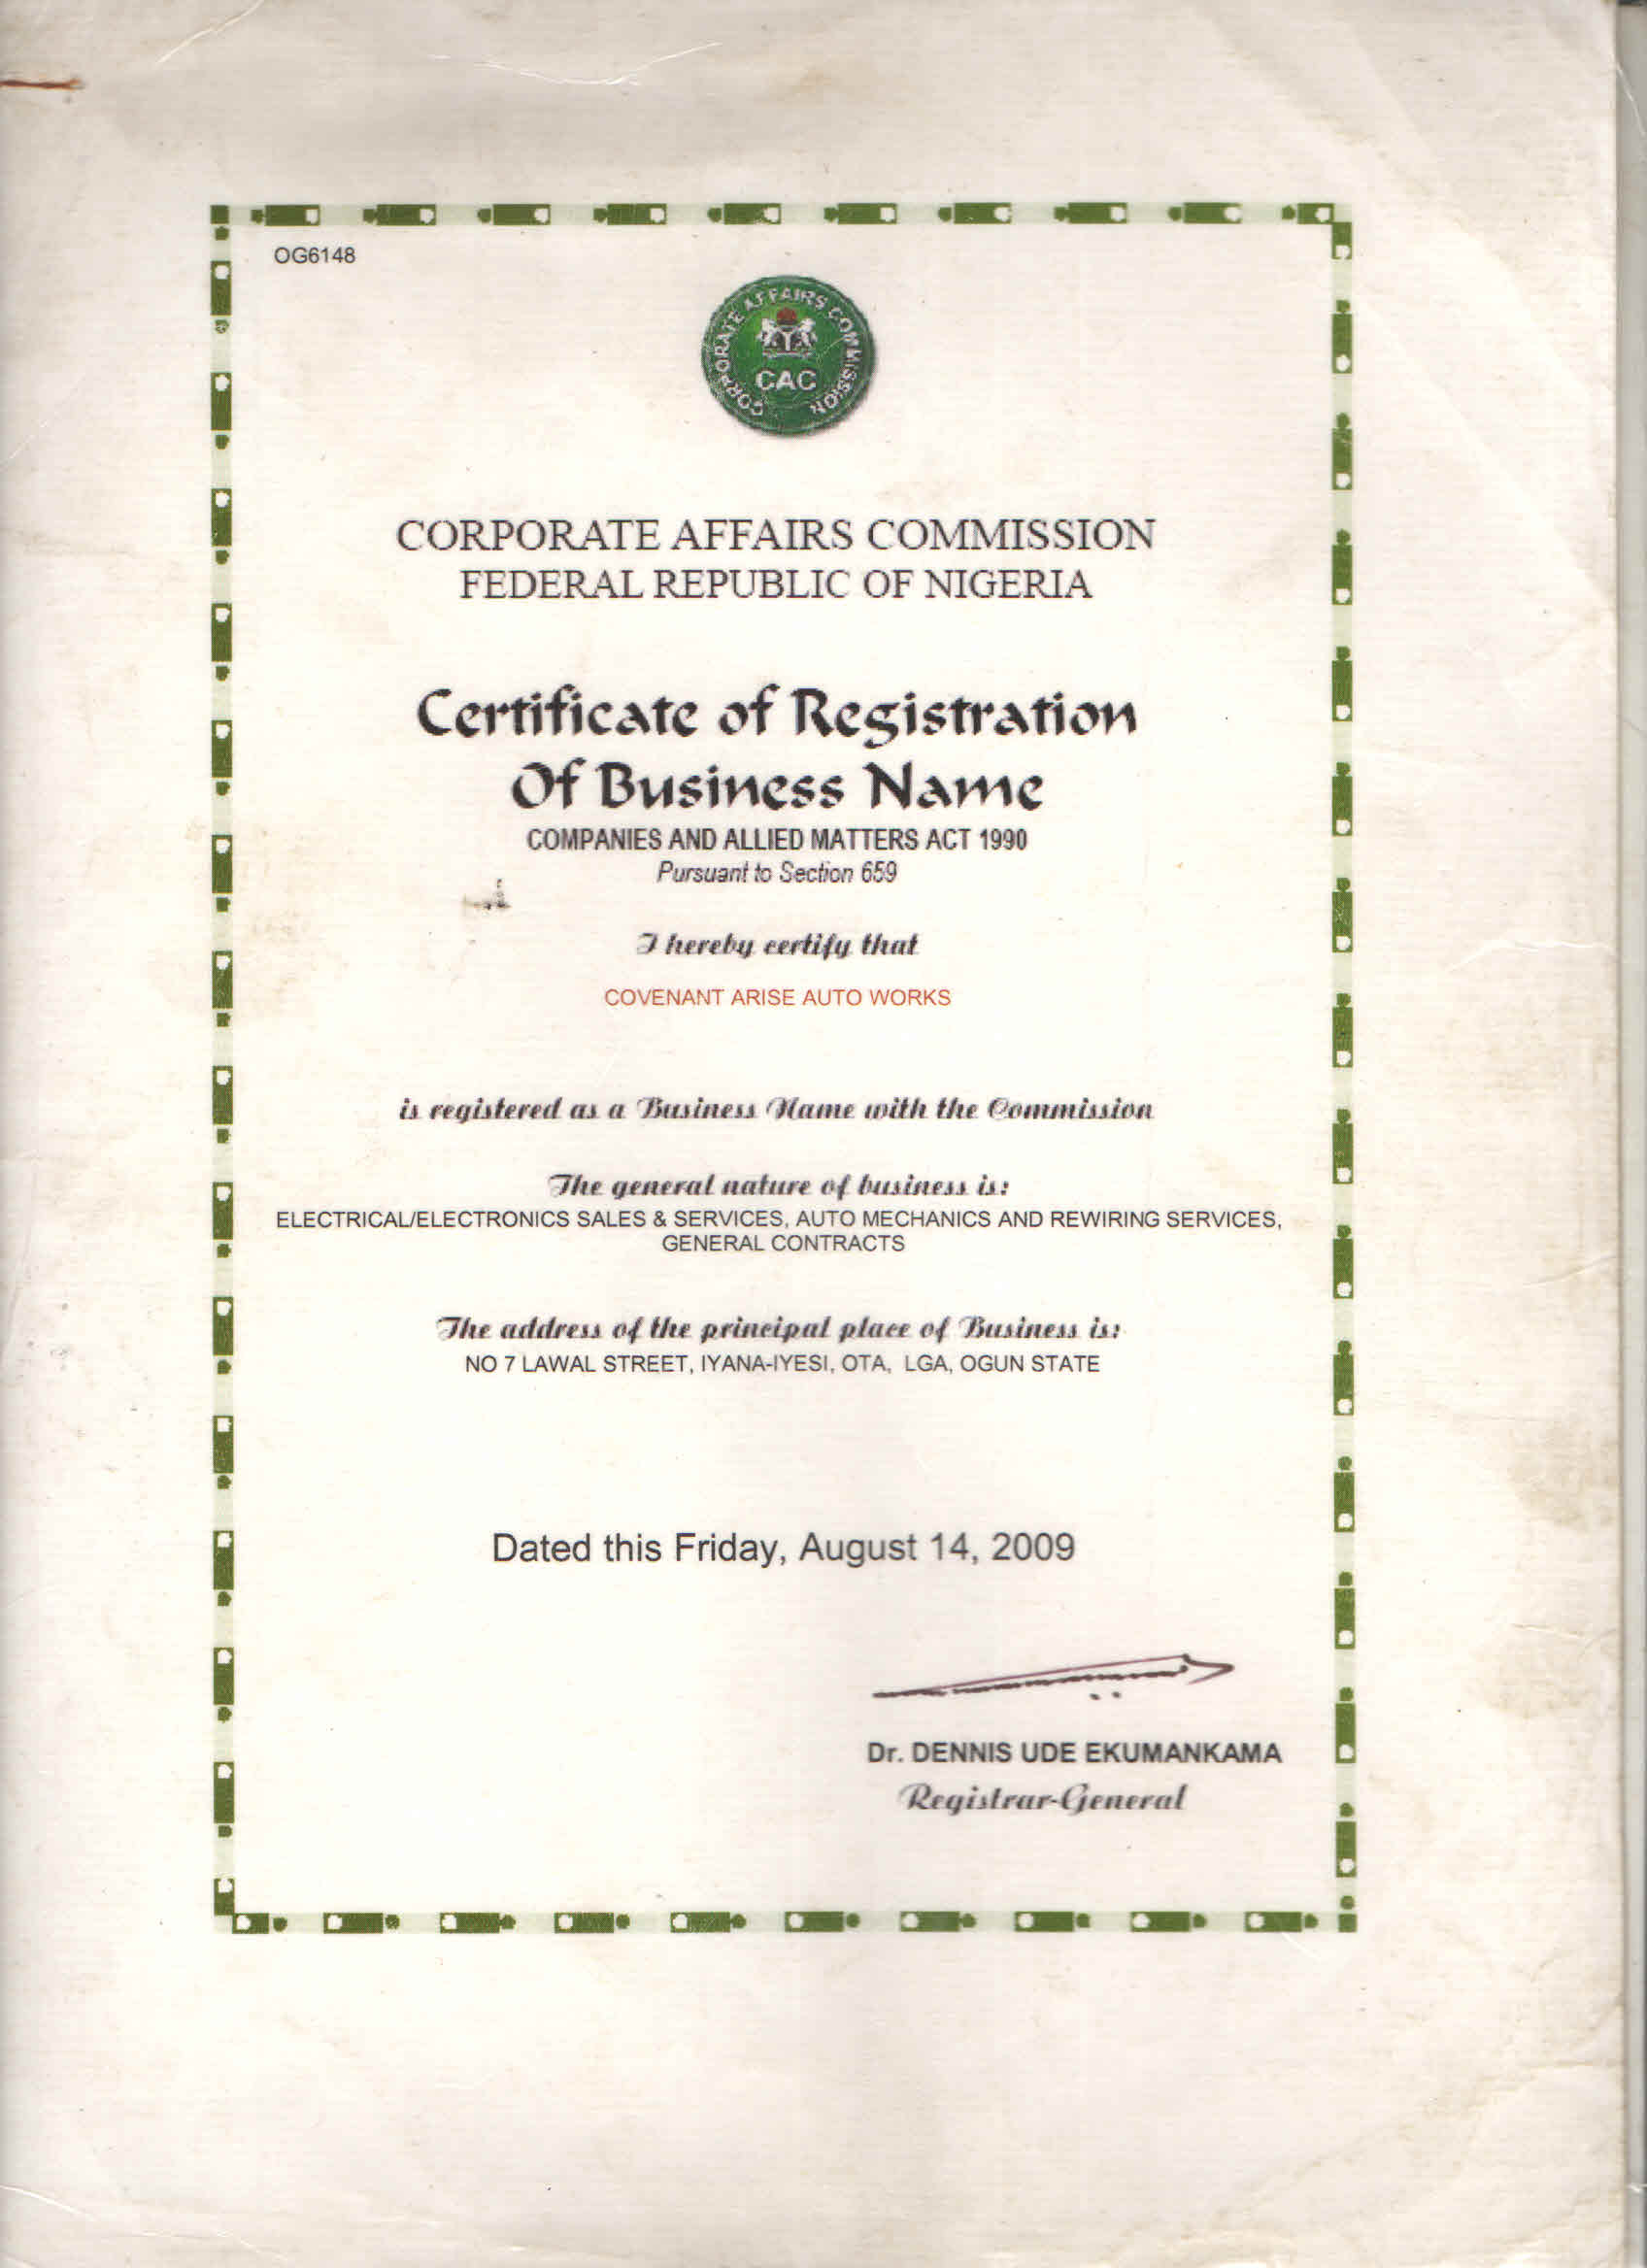 OG6148
CORPORATE AFFAIRS COMMISSION
CAC
CORPORATE AFFAIRS COMMISSION
FEDERAL REPUBLIC OF NIGERIA
Certificate of Registration
Of Business Name
COMPANIES AND ALLIED MATTERS ACT 1990
Pursuant to Section 659
I hereby certify that
COVENANT ARISE AUTO WORKS
is registered as a Business Name with the Commission
The general nature of business is:
ELECTRICAL/ELECTRONICS SALES & SERVICES, AUTO MECHANICS AND REWIRING SERVICES,
GENERAL CONTRACTS
The address of the principal place of Business is:
NO 7 LAWAL STREET, IYANA-IYESI, OTA, LGA, OGUN STATE
Dated this Friday, August 14, 2009
Dr. DENNIS UDE EKUMANKAMA
Registrar-General